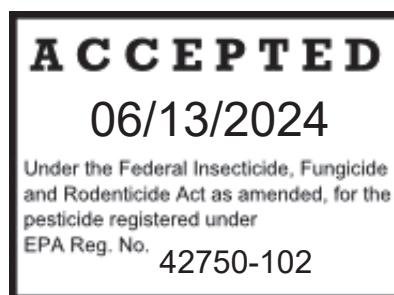 ACCEPTED
06/13/2024
Under the Federal Insecticide, Fungicide
and Rodenticide Act as amended, for the
pesticide registered under
EPA Reg. No. 42750-102